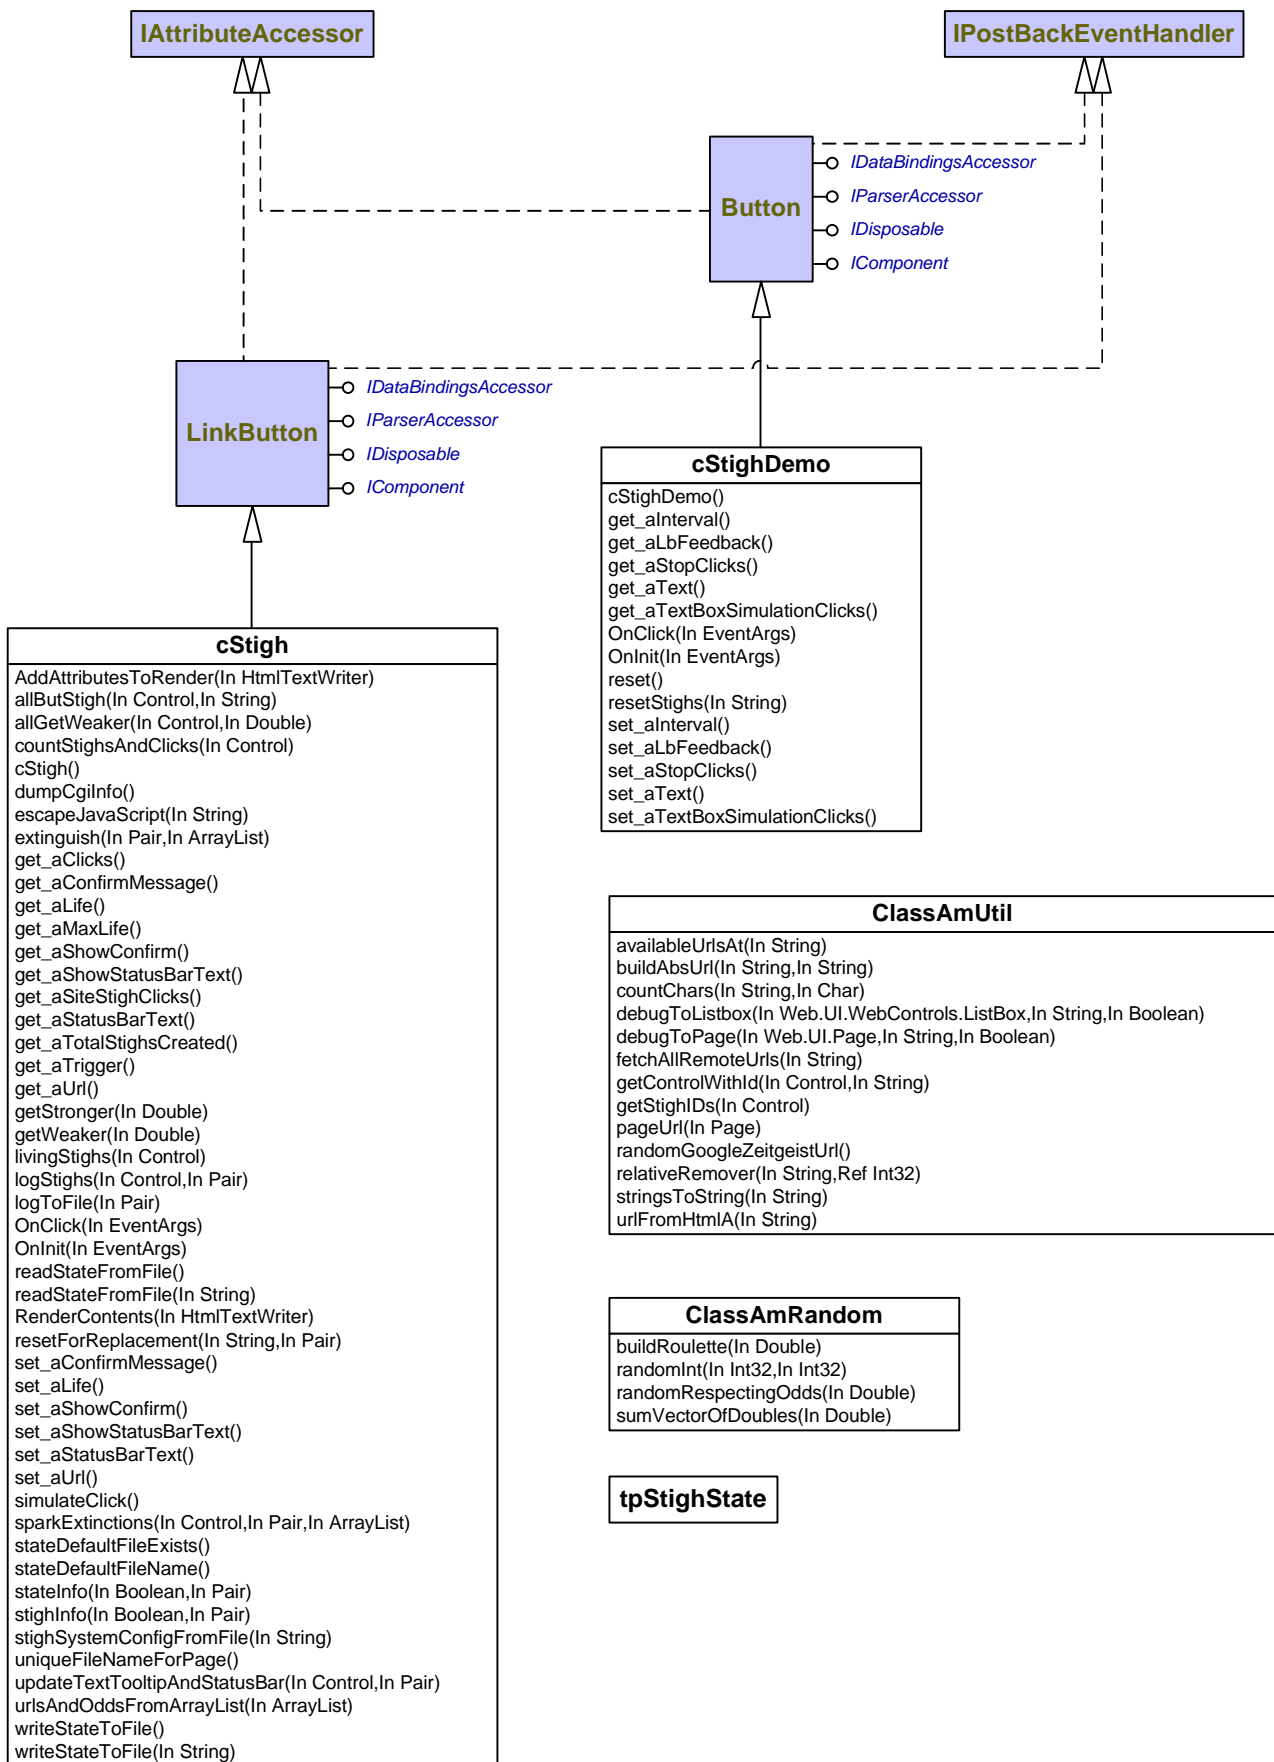 IAttributeAccessor
IPostBackEventHandler
Button
IDataBindingsAccessor
IParserAccessor
IDisposable
IComponent
LinkButton
IDataBindingsAccessor
IParserAccessor
IDisposable
IComponent
cStighDemo
cStighDemo()
get_aInterval()
get_aLbFeedback()
get_aStopClicks()
get_aText()
get_aTextBoxSimulationClicks()
OnClick(In EventArgs)
OnInit(In EventArgs)
reset()
resetStighs(In String)
set_aInterval()
set_aLbFeedback()
set_aStopClicks()
set_aText()
set_aTextBoxSimulationClicks()
cStigh
AddAttributesToRender(In HtmlTextWriter)
allButStigh(In Control,In String)
allGetWeaker(In Control,In Double)
countStighsAndClicks(In Control)
cStigh()
dumpCgiInfo()
escapeJavaScript(In String)
extinguish(In Pair,In ArrayList)
get_aClicks()
get_aConfirmMessage()
get_aLife()
get_aMaxLife()
get_aShowConfirm()
get_aShowStatusBarText()
get_aSiteStighClicks()
get_aStatusBarText()
get_aTotalStighsCreated()
get_aTrigger()
get_aUrl()
getStronger(In Double)
getWeaker(In Double)
livingStighs(In Control)
logStighs(In Control,In Pair)
logToFile(In Pair)
OnClick(In EventArgs)
OnInit(In EventArgs)
readStateFromFile()
readStateFromFile(In String)
RenderContents(In HtmlTextWriter)
resetForReplacement(In String,In Pair)
set_aConfirmMessage()
set_aLife()
set_aShowConfirm()
set_aShowStatusBarText()
set_aStatusBarText()
set_aUrl()
simulateClick()
sparkExtinctions(In Control,In Pair,In ArrayList)
stateDefaultFileExists()
stateDefaultFileName()
stateInfo(In Boolean,In Pair)
stighInfo(In Boolean,In Pair)
stighSystemConfigFromFile(In String)
uniqueFileNameForPage()
updateTextTooltipAndStatusBar(In Control,In Pair)
urlsAndOddsFromArrayList(In ArrayList)
writeStateToFile()
writeStateToFile(In String)
ClassAmUtil
availableUrlsAt(In String)
buildAbsUrl(In String,In String)
countChars(In String,In Char)
debugToListbox(In Web.UI.WebControls.ListBox,In String,In Boolean)
debugToPage(In Web.UI.Page,In String,In Boolean)
fetchAllRemoteUrls(In String)
getControlWithId(In Control,In String)
getStighIDs(In Control)
pageUrl(In Page)
randomGoogleZeitgeistUrl()
relativeRemover(In String,Ref Int32)
stringsToString(In String)
urlFromHtmlA(In String)
ClassAmRandom
buildRoulette(In Double)
randomInt(In Int32,In Int32)
randomRespectingOdds(In Double)
sumVectorOfDoubles(In Double)
tpStighState